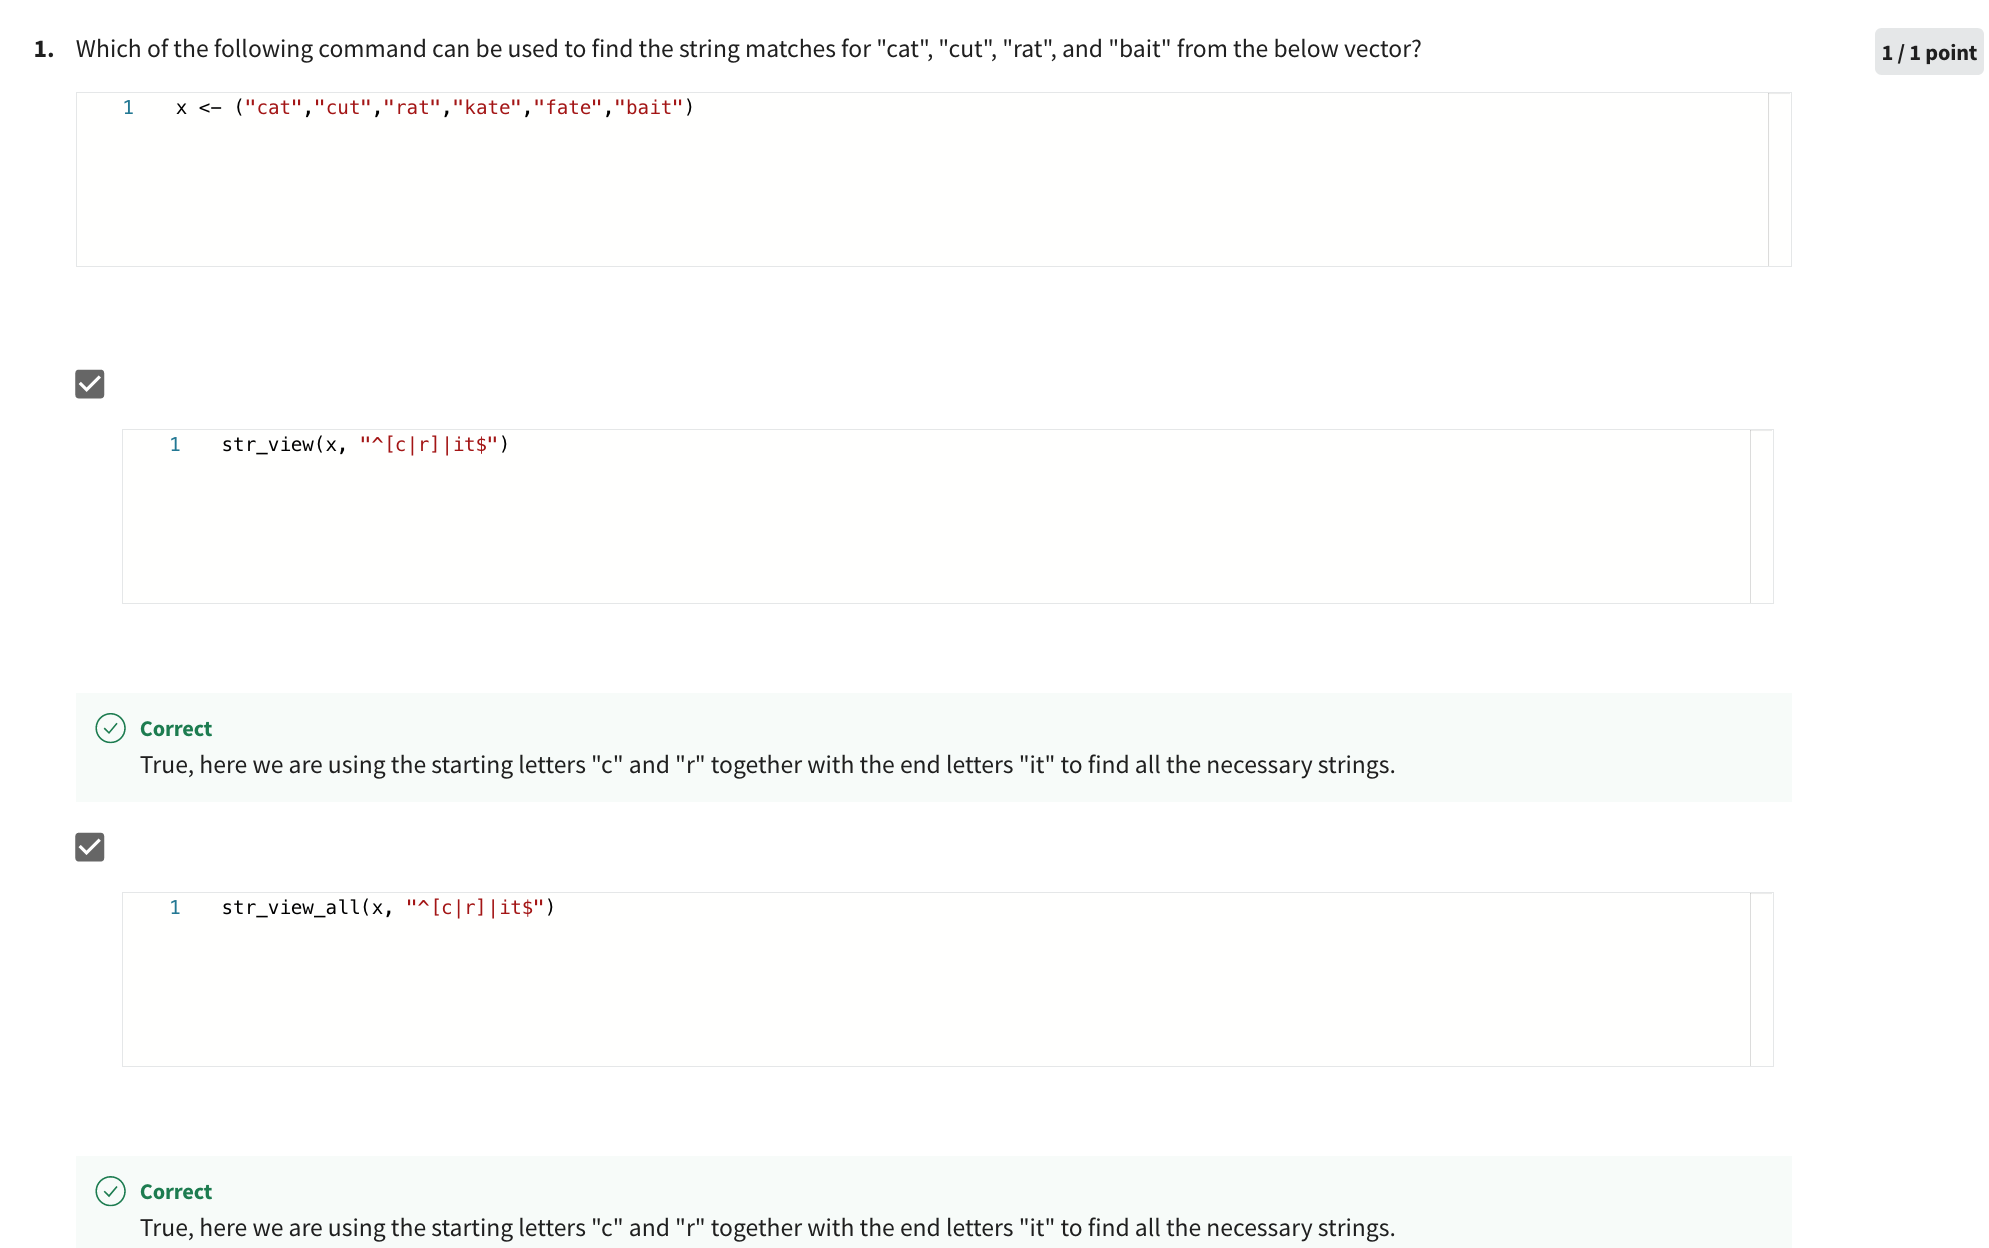 1. Which of the following command can be used to find the string matches for "cat", "cut", "rat", and "bait" from the below vector?
1 / 1 point
1 x <- ("cat","cut","rat","kate","fate","bait")
1 str_view(x, "^[c|r]|it$")
Correct
True, here we are using the starting letters "c" and "r" together with the end letters "it" to find all the necessary strings.
1 str_view_all(x, "^[c|r]|it$")
Correct
True, here we are using the starting letters "c" and "r" together with the end letters "it" to find all the necessary strings.